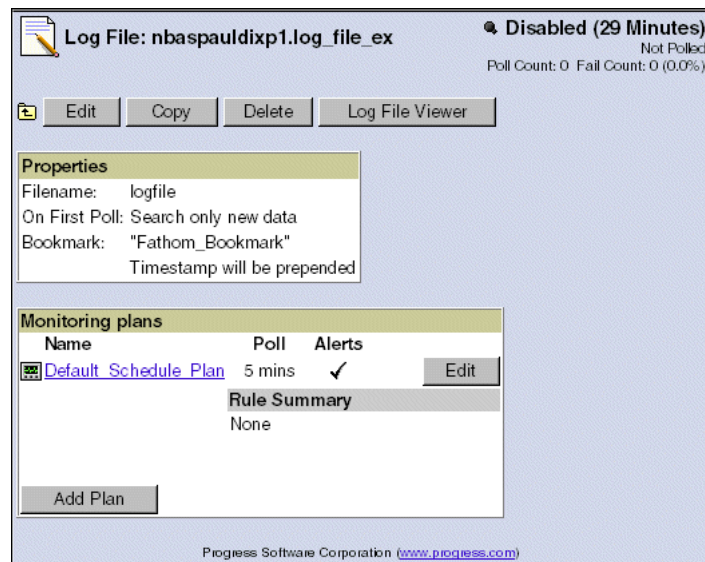 Log File: nbaspauldixp1.log_file_ex
Disabled (29 Minutes)
Not Polled
Poll Count: 0 Fail Count: 0 (0.0%)
Edit Copy Delete Log File Viewer
Properties
Filename: logfile
On First Poll: Search only new data
Bookmark: "Fathom_Bookmark"
Timestamp will be prepended
Monitoring plans
Name Poll Alerts
Default_Schedule_Plan 5 mins Edit
Rule Summary
None
Add Plan
Progress Software Corporation (www.progress.com)